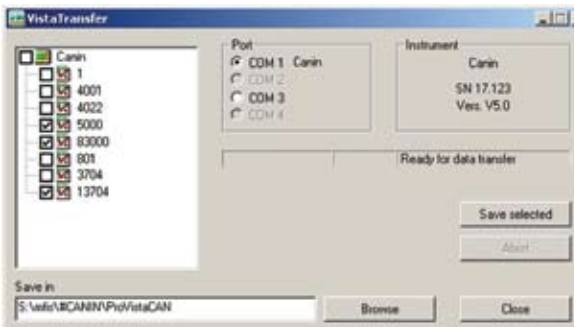 VistaTransfer
Canin
1
4001
4022
5000
83000
801
3704
13704
Port
COM 1 Canin
COM 2
COM 3
COM 4
Instrument
Canin
SN 17.123
Vers. V5.0
Ready for data transfer
Save selected
Abort
Save in
Browse
Close